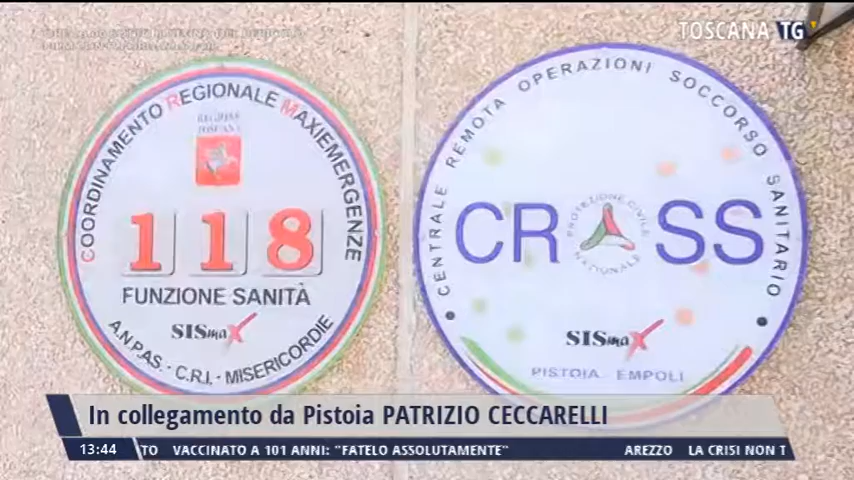 TOSCANA TG
COORDINAMENTO REGIONALE MAXIEMERGENZE
REGIONE
TOSCANA
118
FUNZIONE SANITÀ
SISmaX
A.N.P.AS. · C.R.I. · MISERICORDIE
CENTRALE REMOTA OPERAZIONI SOCCORSO SANITARIO
CROSS
PROTEZIONE CIVILE
NAZIONALE
SISmaX
PISTOIA EMPOLI
In collegamento da Pistoia PATRIZIO CECCARELLI
13:44 TO VACCINATO A 101 ANNI: "FATELO ASSOLUTAMENTE" AREZZO LA CRISI NON T